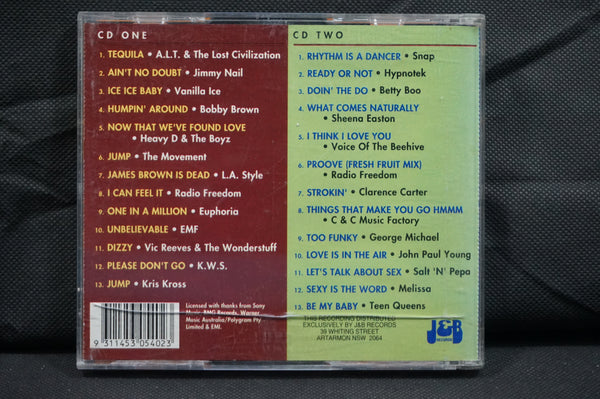 CD ONE
1. TEQUILA • A.L.T. & The Lost Civilization
2. AIN'T NO DOUBT • Jimmy Nail
3. ICE ICE BABY • Vanilla Ice
4. HUMPIN' AROUND • Bobby Brown
5. NOW THAT WE'VE FOUND LOVE
• Heavy D & The Boyz
6. JUMP • The Movement
7. JAMES BROWN IS DEAD • L.A. Style
8. I CAN FEEL IT • Radio Freedom
9. ONE IN A MILLION • Euphoria
10. UNBELIEVABLE • EMF
11. DIZZY • Vic Reeves & The Wonderstuff
12. PLEASE DON'T GO • K.W.S.
13. JUMP • Kris Kross
9 311453 054023
Licensed with thanks from Sony
Music, BMG Records, Warner
Music Australia/Polygram Pty
Limited & EMI.
CD TWO
1. RHYTHM IS A DANCER • Snap
2. READY OR NOT • Hypnotek
3. DOIN' THE DO • Betty Boo
4. WHAT COMES NATURALLY
• Sheena Easton
5. I THINK I LOVE YOU
• Voice Of The Beehive
6. PROOVE (FRESH FRUIT MIX)
• Radio Freedom
7. STROKIN' • Clarence Carter
8. THINGS THAT MAKE YOU GO HMMM
• C & C Music Factory
9. TOO FUNKY • George Michael
10. LOVE IS IN THE AIR • John Paul Young
11. LET'S TALK ABOUT SEX • Salt 'N' Pepa
12. SEXY IS THE WORD • Melissa
13. BE MY BABY • Teen Queens
THIS RECORDING DISTRIBUTED
EXCLUSIVELY BY J&B RECORDS
36 WHITING STREET
ARTARMON NSW 2064
J&B
RECORDS